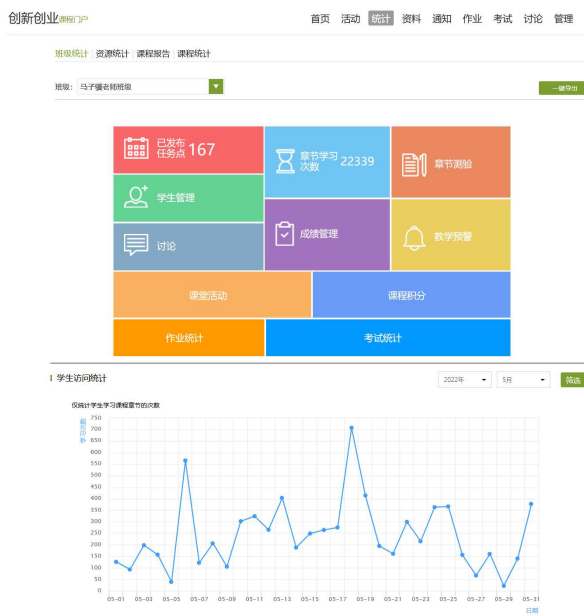 创新创业 课程门户 首页 活动 统计 资料 通知 作业 考试 讨论 管理
班级统计 资源统计 课程报告 课程统计
班级: 马子骥老师班级 一键导出
已发布
任务点 167
章节学习
次数 22339
章节测验
学生管理
成绩管理
教学预警
讨论
课堂活动 课程积分
作业统计 考试统计
学生访问统计 2022年 5月 筛选
仅统计学生学习课程章节的次数
750
700
650
600
550
500
450
400
350
300
250
200
150
100
50
0
05-01 05-03 05-05 05-07 05-09 05-11 05-13 05-15 05-17 05-19 05-21 05-23 05-25 05-27 05-29 05-31
日期